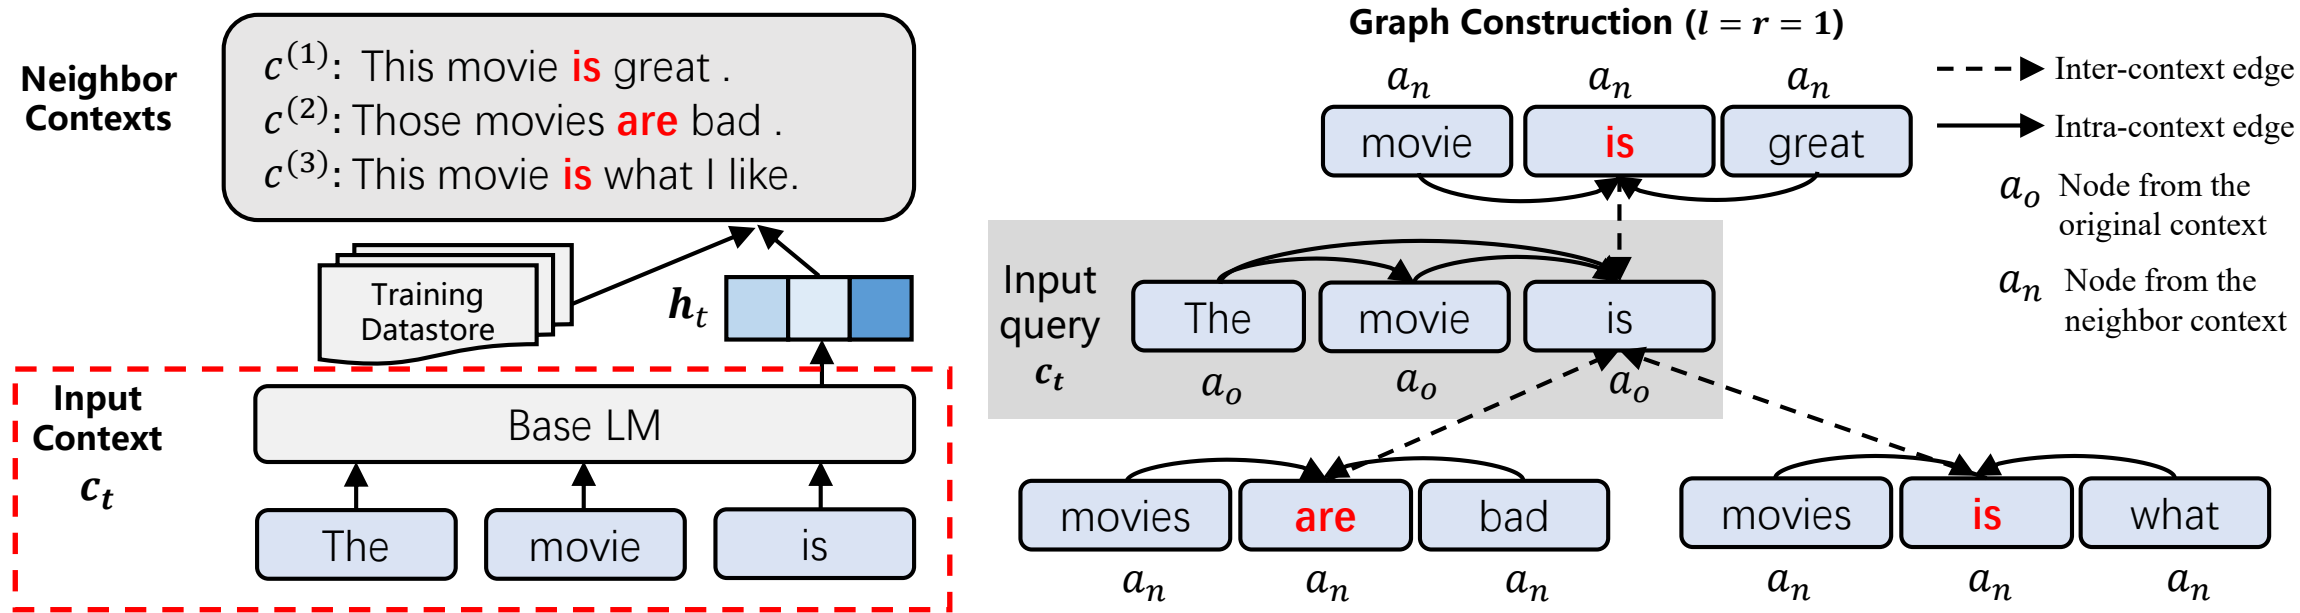 Neighbor
Contexts
c^(1): This movie is great .
c^(2): Those movies are bad .
c^(3): This movie is what I like.
Training
Datastore
h_t
Input
Context
c_t
Base LM
The movie is
Graph Construction (l = r = 1)
a_n a_n a_n
movie is great
Input
query
c_t
The movie is
a_o a_o a_o
movies are bad
a_n a_n a_n
movies is what
a_n a_n a_n
Inter-context edge
Intra-context edge
a_o Node from the
original context
a_n Node from the
neighbor context